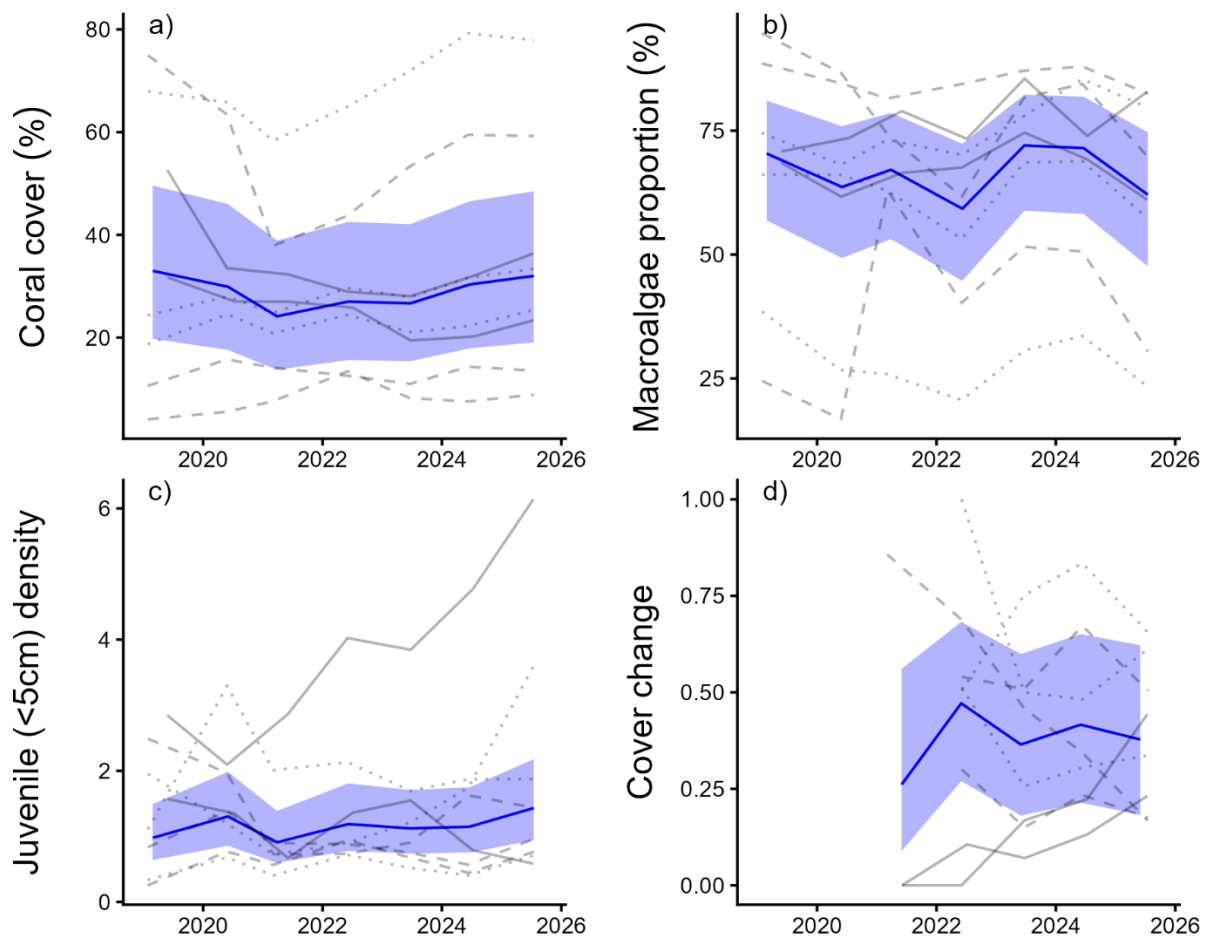 a)
Coral cover (%)
80
60
40
20
2020 2022 2024 2026
b)
Macroalgae proportion (%)
75
50
25
2020 2022 2024 2026
c)
Juvenile (<5cm) density
6
4
2
0
2020 2022 2024 2026
d)
Cover change
1.00
0.75
0.50
0.25
0.00
2020 2022 2024 2026